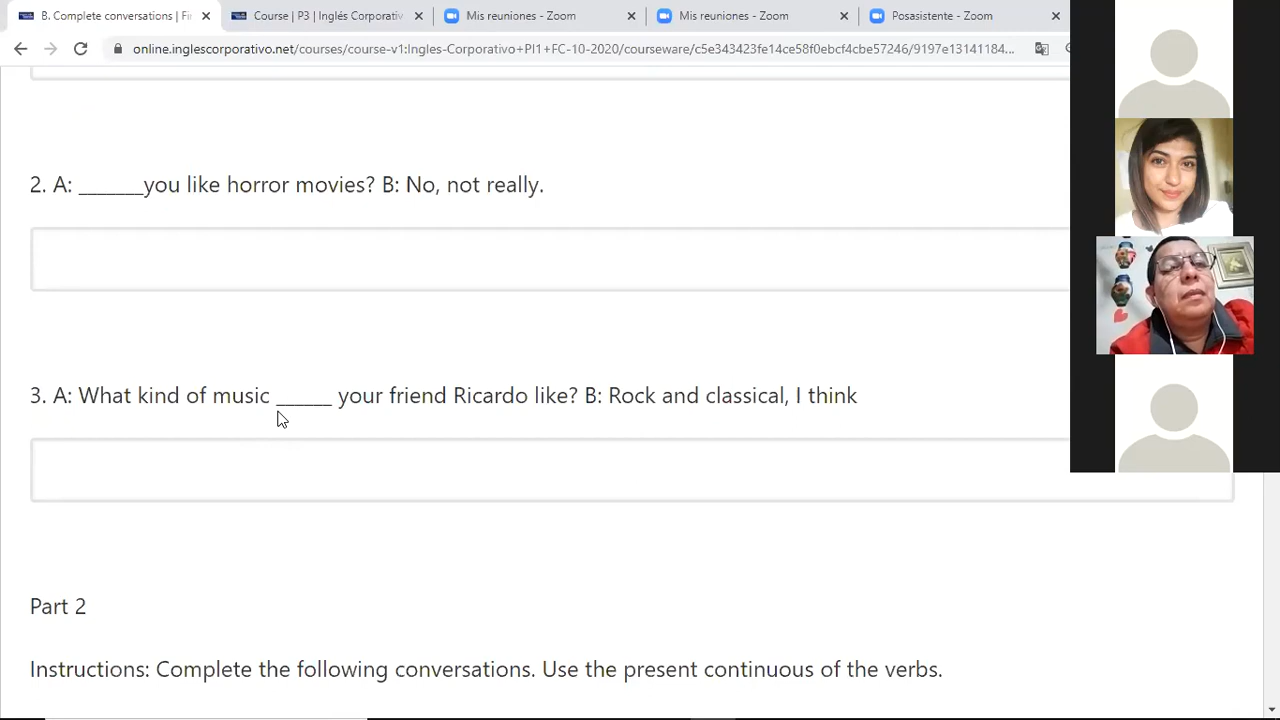 B. Complete conversations | Fi
Course | P3 | Inglés Corporativ
Mis reuniones - Zoom
Mis reuniones - Zoom
Posasistente - Zoom
online.inglescorporativo.net/courses/course-v1:Ingles-Corporativo+PI1+FC-10-2020/courseware/c5e343423fe14ce58f0ebcf4cbe57246/9197e13141184...
2. A: _______you like horror movies? B: No, not really.
3. A: What kind of music ______ your friend Ricardo like? B: Rock and classical, I think
Part 2
Instructions: Complete the following conversations. Use the present continuous of the verbs.